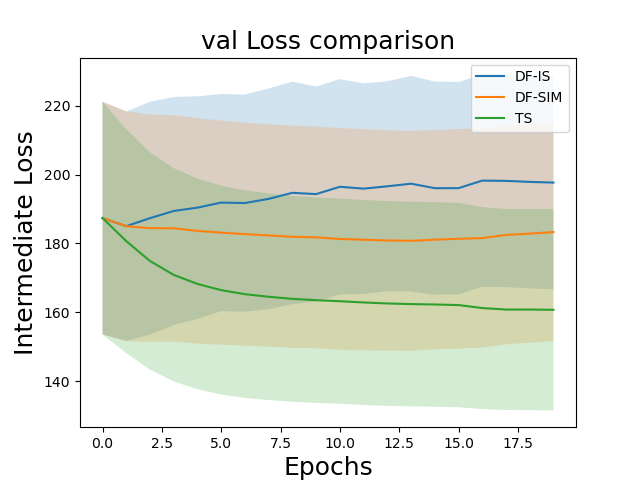 val Loss comparison
DF-IS
DF-SIM
TS
Intermediate Loss
220
200
180
160
140
0.0 2.5 5.0 7.5 10.0 12.5 15.0 17.5
Epochs